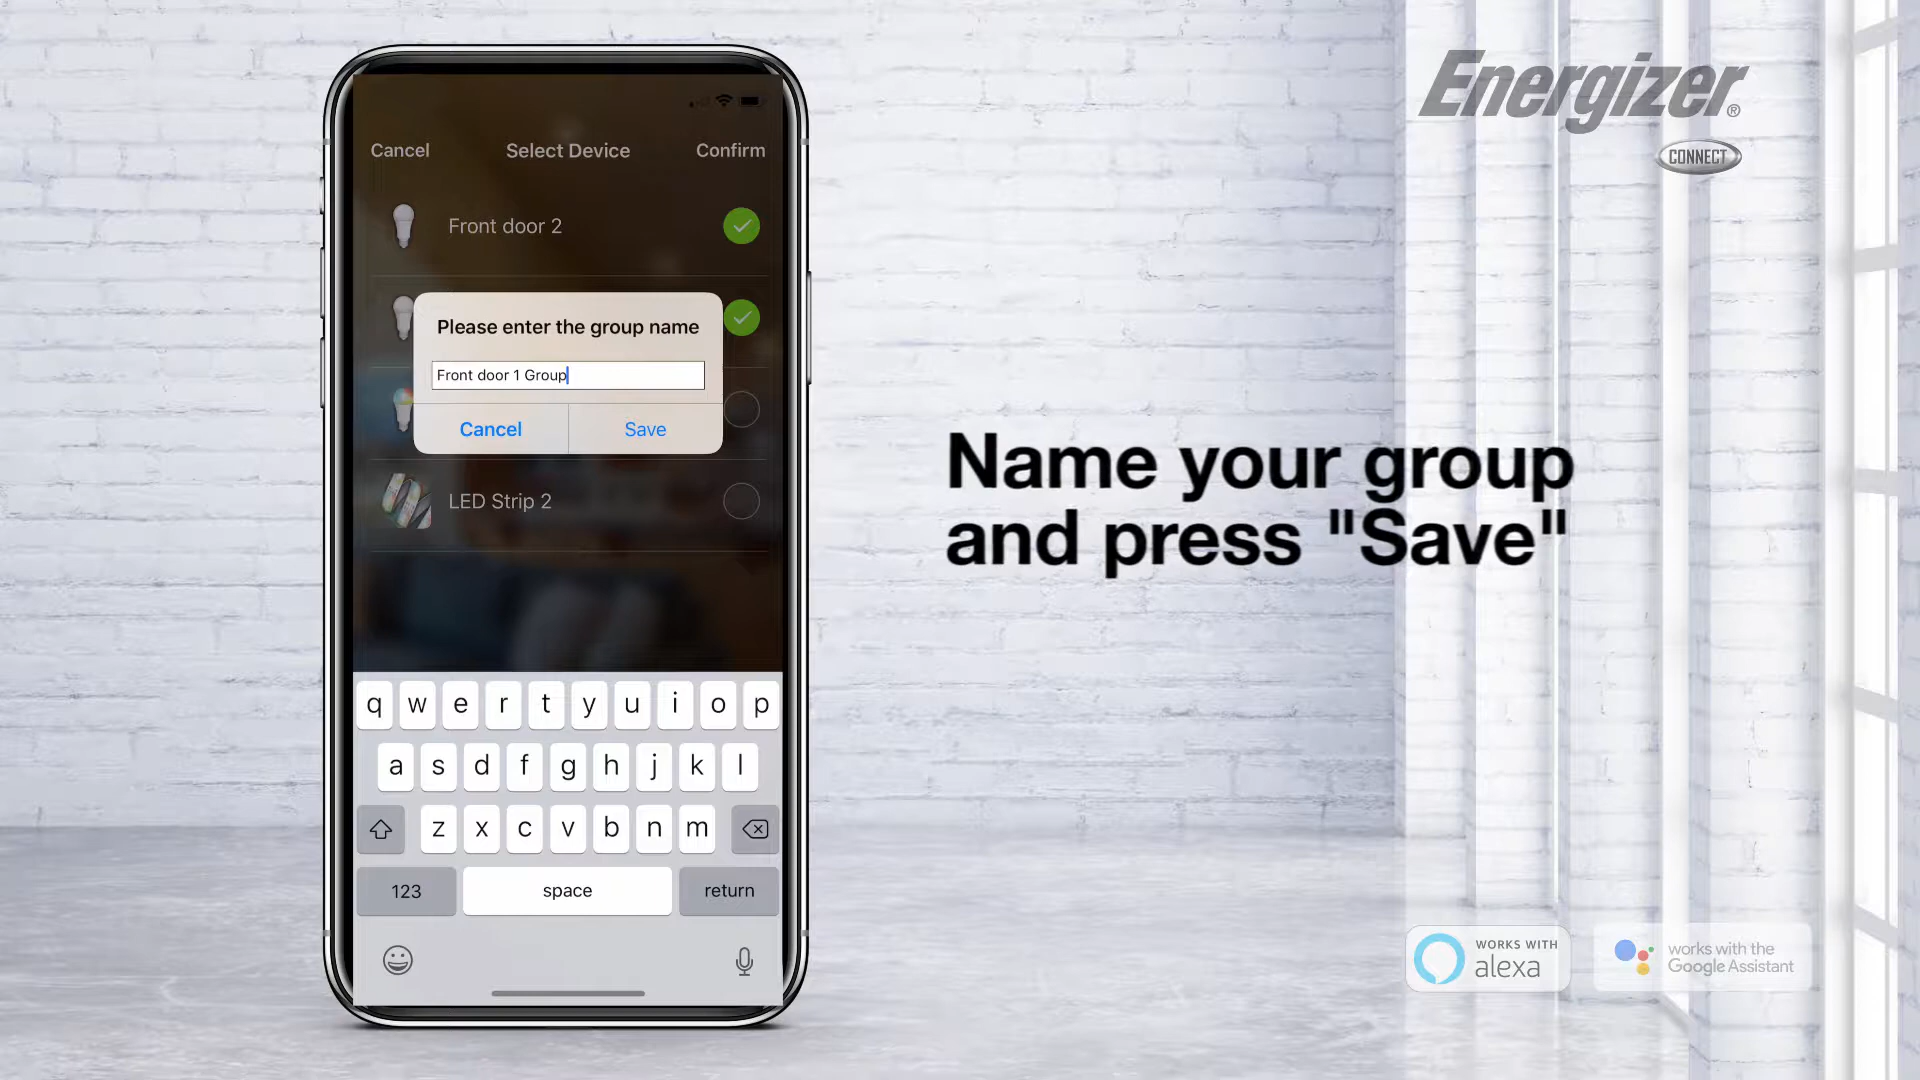 Energizer®
CONNECT
Cancel Select Device Confirm
Front door 2
Please enter the group name
Front door 1 Group
Cancel Save
LED Strip 2
Name your group
and press "Save"
q w e r t y u i o p
a s d f g h j k l
z x c v b n m
123 space return
WORKS WITH
alexa
works with the
Google Assistant